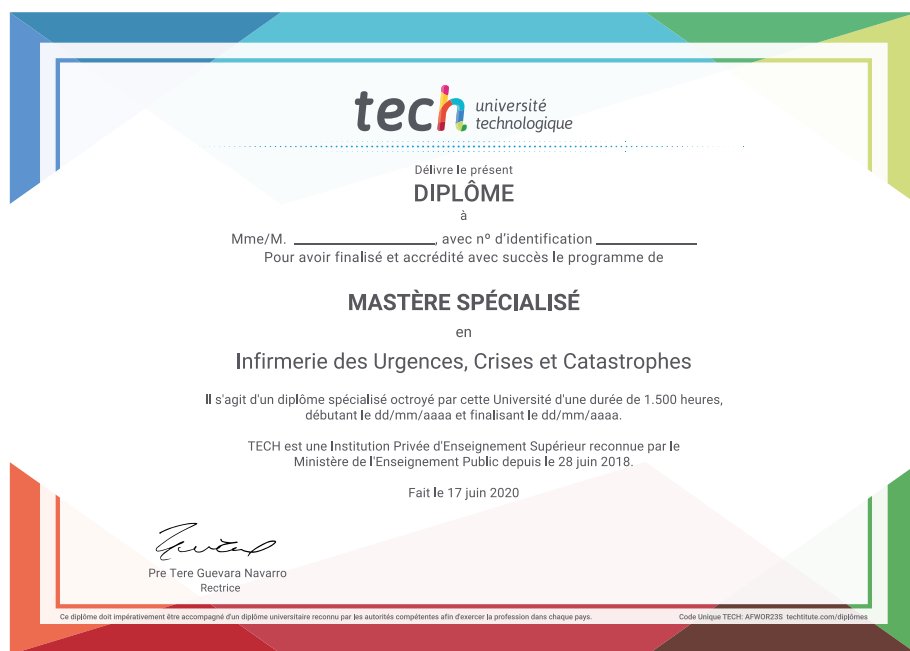 tech université
technologique
Délivre le présent
DIPLÔME
à
Mme/M. ______________, avec nº d'identification __________
Pour avoir finalisé et accrédité avec succès le programme de
MASTÈRE SPÉCIALISÉ
en
Infirmerie des Urgences, Crises et Catastrophes
Il s'agit d'un diplôme spécialisé octroyé par cette Université d'une durée de 1.500 heures,
débutant le dd/mm/aaaa et finalisant le dd/mm/aaaa.
TECH est une Institution Privée d'Enseignement Supérieur reconnue par le
Ministère de l'Enseignement Public depuis le 28 juin 2018.
Fait le 17 juin 2020
Pre Tere Guevara Navarro
Rectrice
Ce diplôme doit impérativement être accompagné d'un diplôme universitaire reconnu par les autorités compétentes afin d'exercer la profession dans chaque pays.
Code Unique TECH: AFWOR23S techtitute.com/diplômes